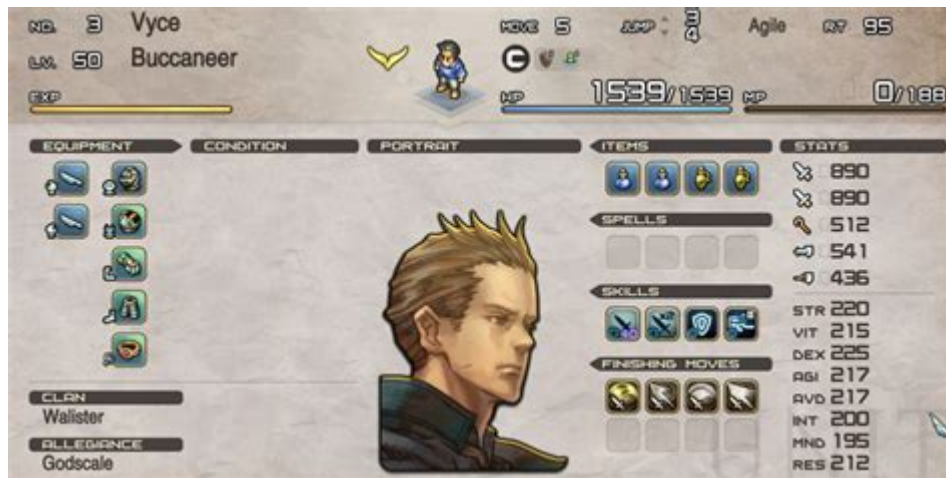 NO. 3 Vyce MOVE 5 JUMP 3 4 Agile RT 95
LV. 50 Buccaneer C
EXP HP 1539/1539 MP 0/188
EQUIPMENT CONDITION PORTRAIT ITEMS STATS
890
890
SPELLS 512
541
436
SKILLS
STR 220
VIT 215
DEX 225
FINISHING MOVES
AGI 217
CLAN AVD 217
Walister INT 200
ALLEGIANCE MND 195
Godscale RES 212